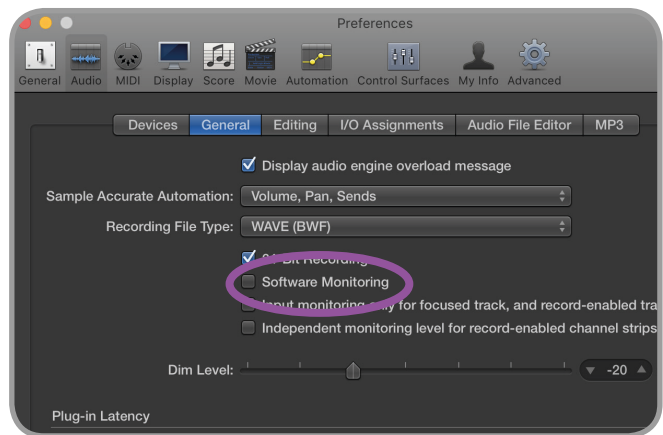 Preferences
General Audio MIDI Display Score Movie Automation Control Surfaces My Info Advanced
Devices General Editing I/O Assignments Audio File Editor MP3
Display audio engine overload message
Sample Accurate Automation: Volume, Pan, Sends
Recording File Type: WAVE (BWF)
Bit Recording
Software Monitoring
Input monitoring only for focused track, and record-enabled tra
Independent monitoring level for record-enabled channel strips
Dim Level: -20
Plug-in Latency